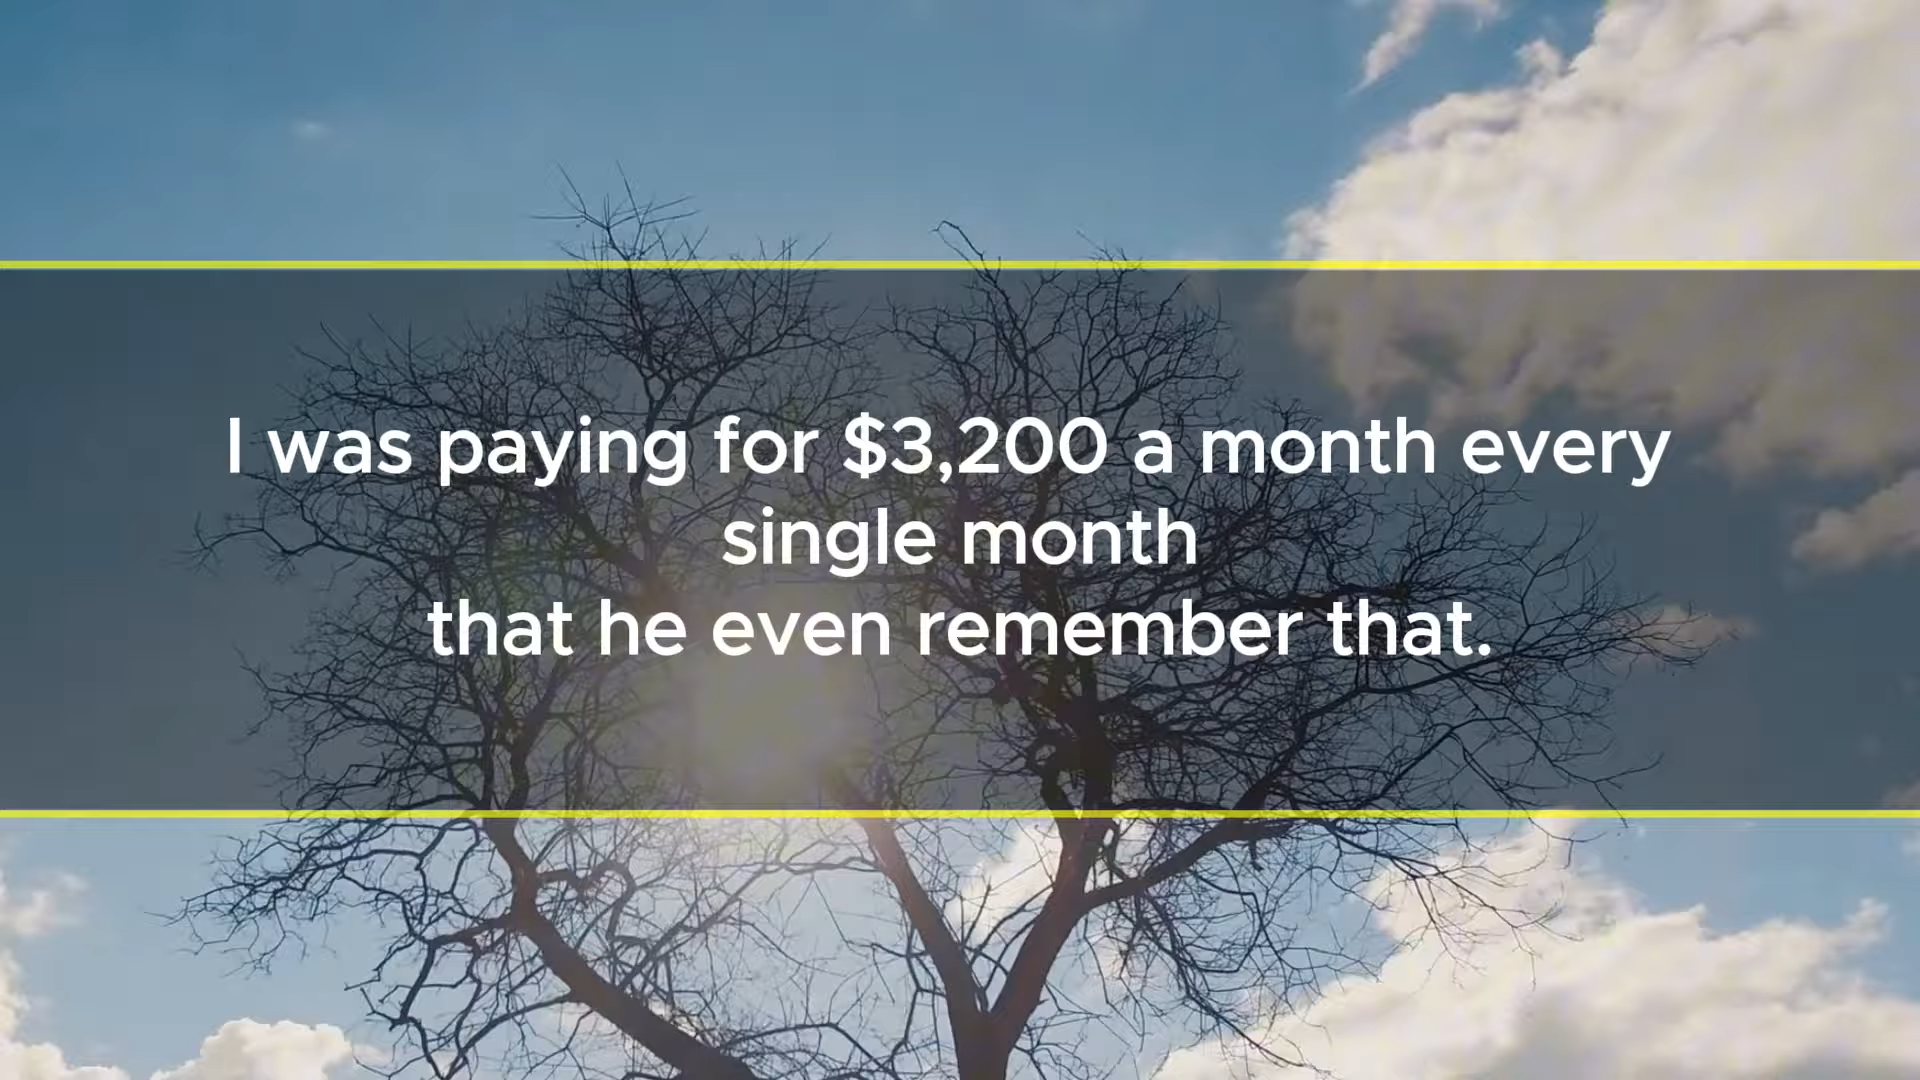 I was paying for $3,200 a month every
single month
that he even remember that.